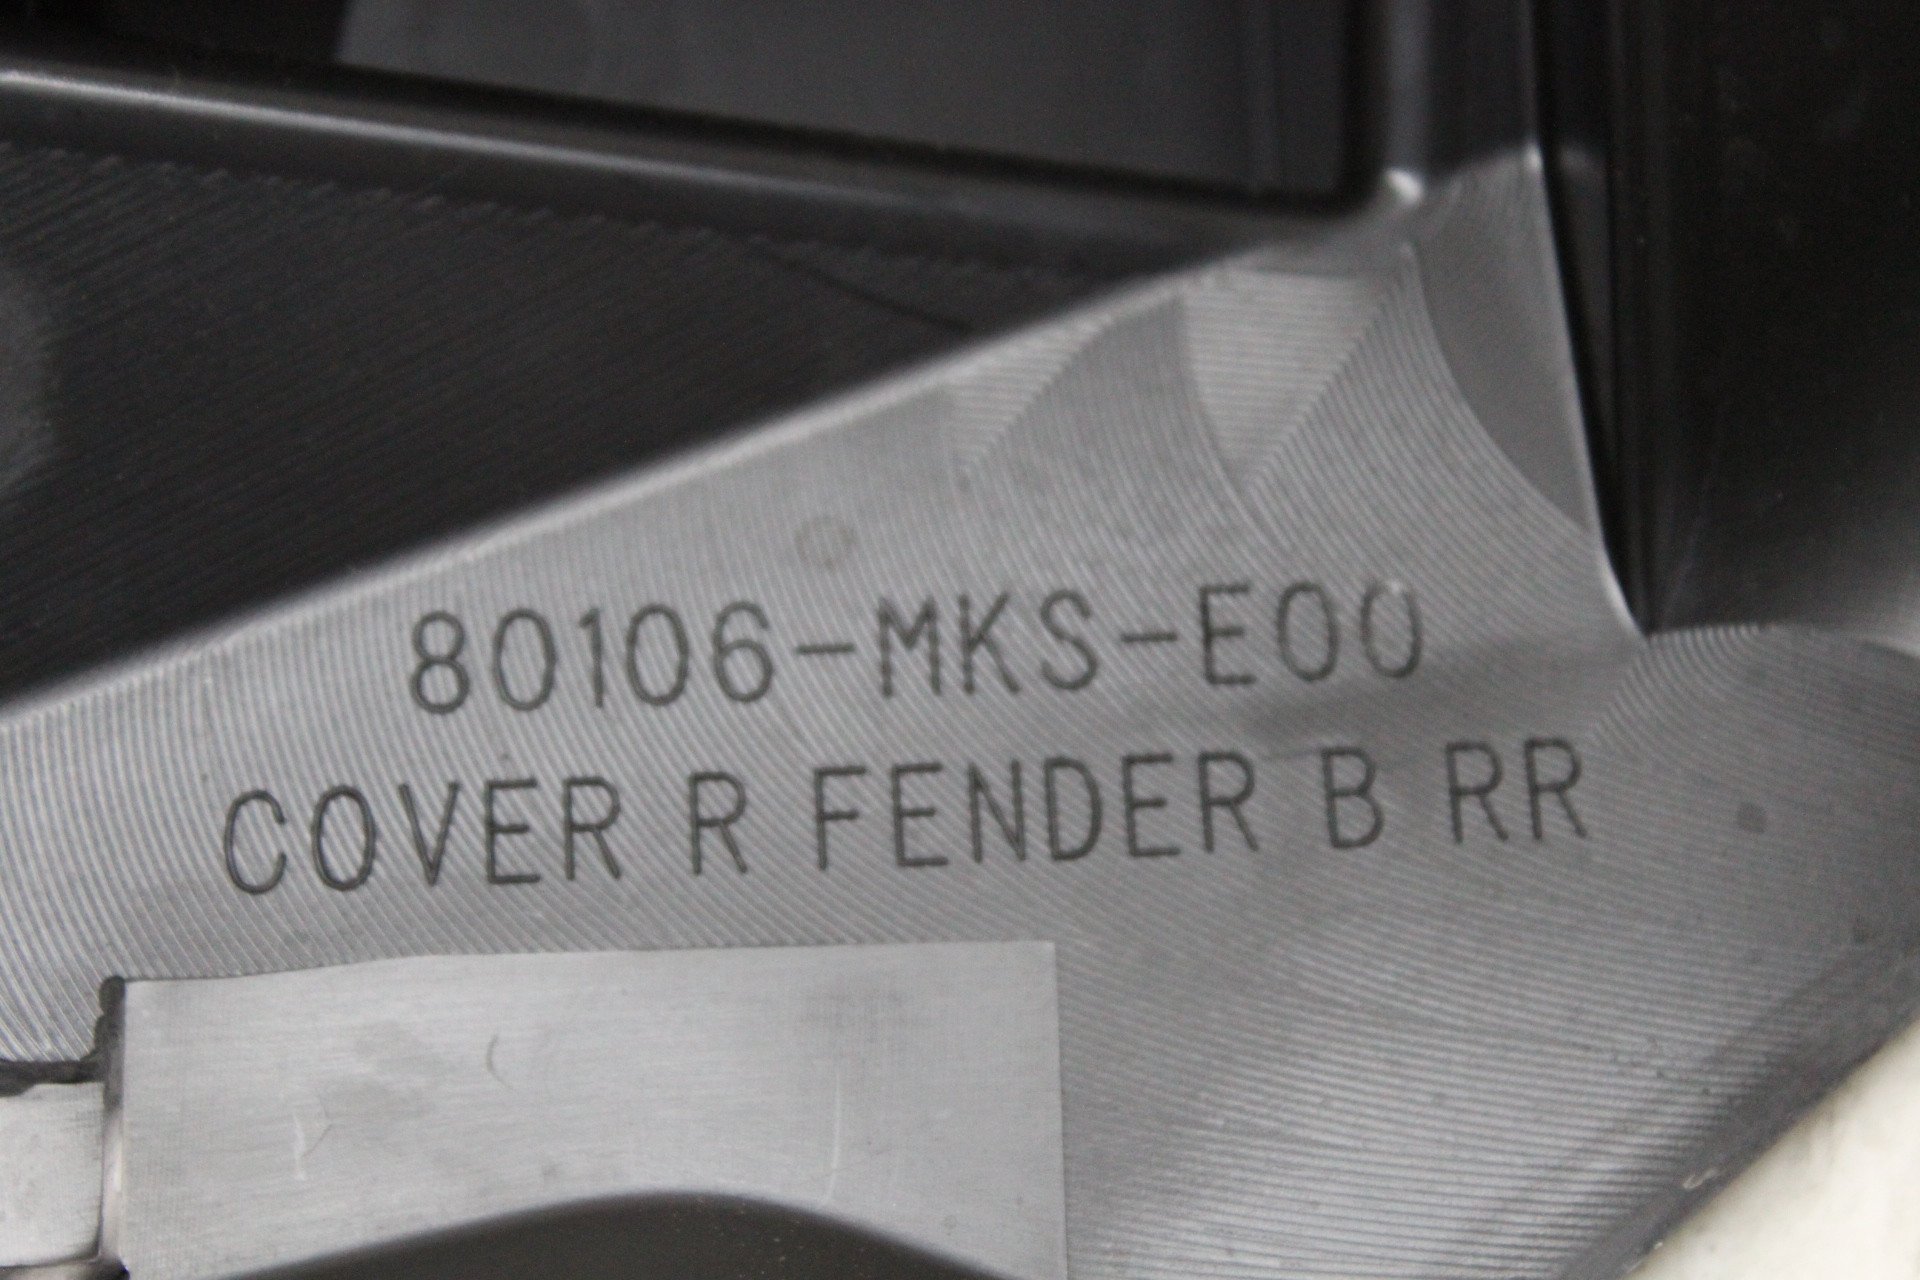 80106-MKS-E00
COVER R FENDER B RR